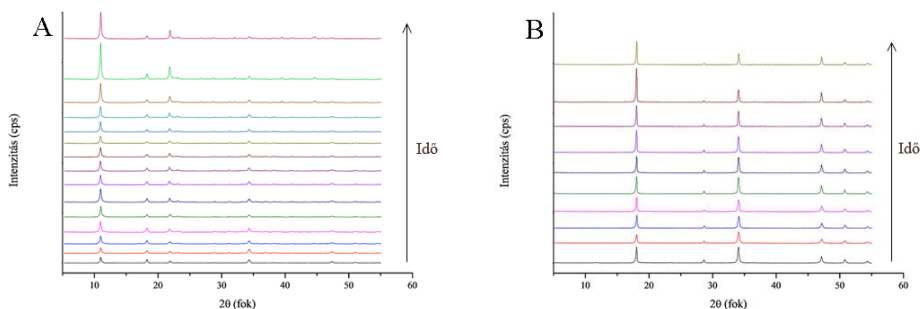 A
Intenzitás (cps)
Idő
10 20 30 40 50 60
2θ (fok)
B
Intenzitás (cps)
Idő
0 10 20 30 40 50 60
2θ (fok)